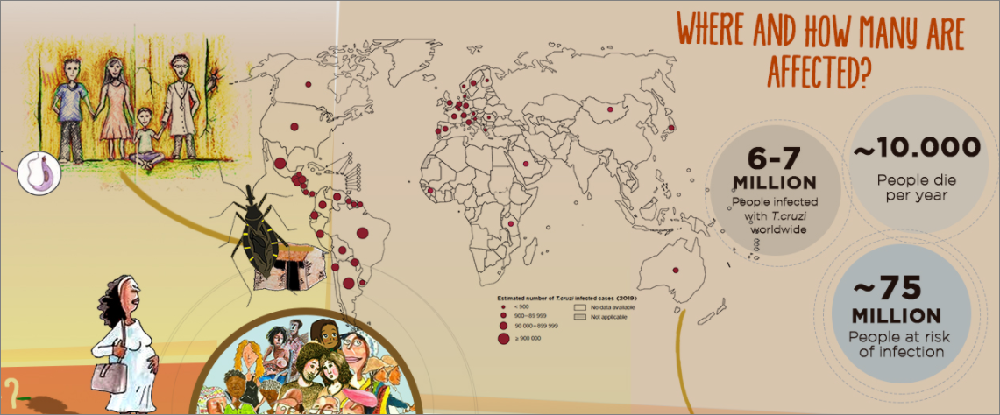 WHERE AND HOW MANY ARE
AFFECTED?
6-7
MILLION
People infected
with T.cruzi
worldwide
~10.000
People die
per year
~75
MILLION
People at risk
of infection
Estimated number of T.cruzi infected cases (2019)
< 900
900–89 999
90 000–899 999
≥ 900 000
No data available
Not applicable
?